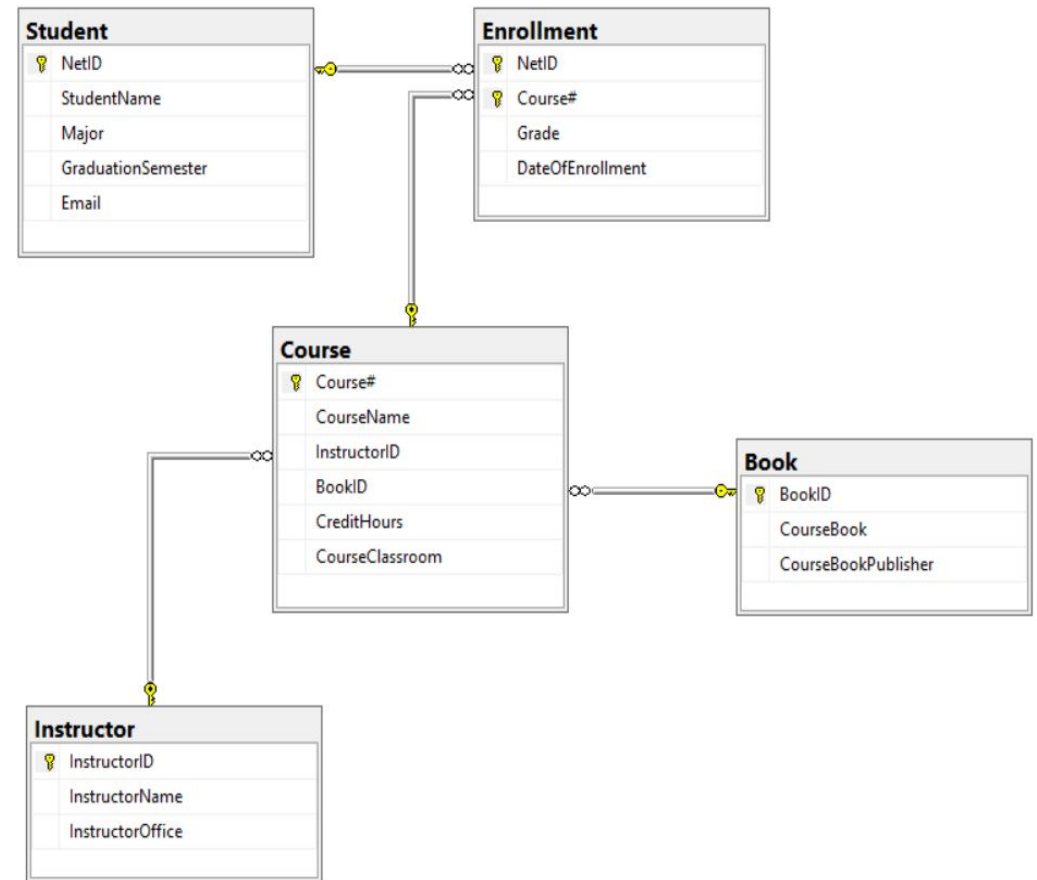 Student
NetID
StudentName
Major
GraduationSemester
Email
Enrollment
NetID
Course#
Grade
DateOfEnrollment
Course
Course#
CourseName
InstructorID
BookID
CreditHours
CourseClassroom
Book
BookID
CourseBook
CourseBookPublisher
Instructor
InstructorID
InstructorName
InstructorOffice